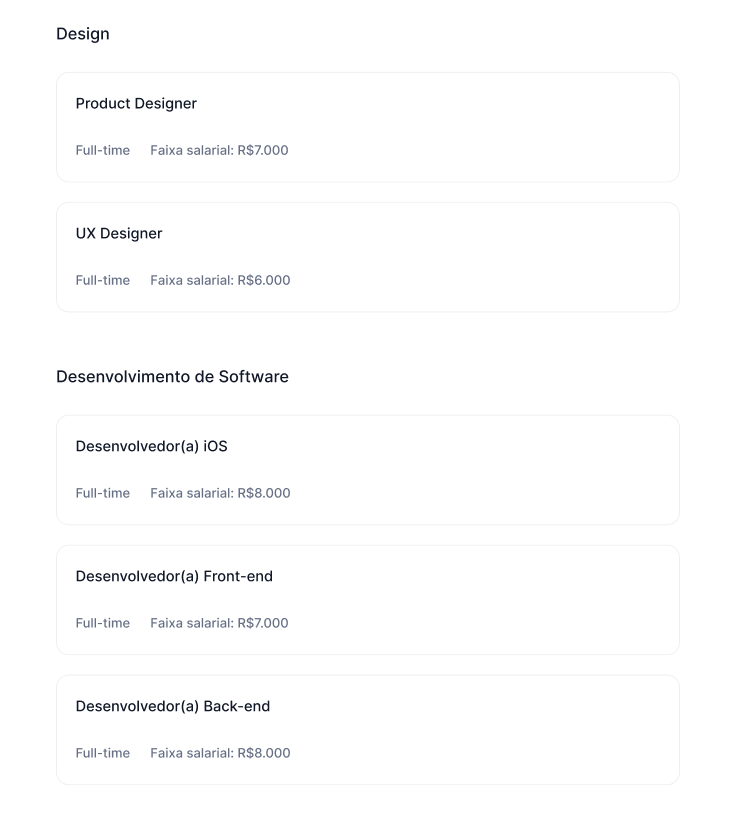 Design
Product Designer
Full-time Faixa salarial: R$7.000
UX Designer
Full-time Faixa salarial: R$6.000
Desenvolvimento de Software
Desenvolvedor(a) iOS
Full-time Faixa salarial: R$8.000
Desenvolvedor(a) Front-end
Full-time Faixa salarial: R$7.000
Desenvolvedor(a) Back-end
Full-time Faixa salarial: R$8.000